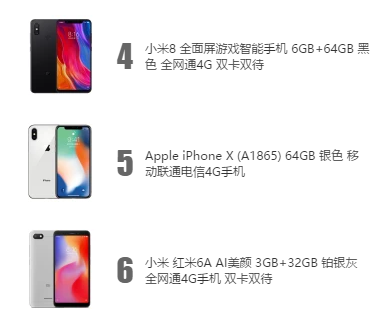 4
小米8 全面屏游戏智能手机 6GB+64GB 黑
色 全网通4G 双卡双待
5
Apple iPhone X (A1865) 64GB 银色 移
动联通电信4G手机
6
小米 红米6A AI美颜 3GB+32GB 铂银灰
全网通4G手机 双卡双待